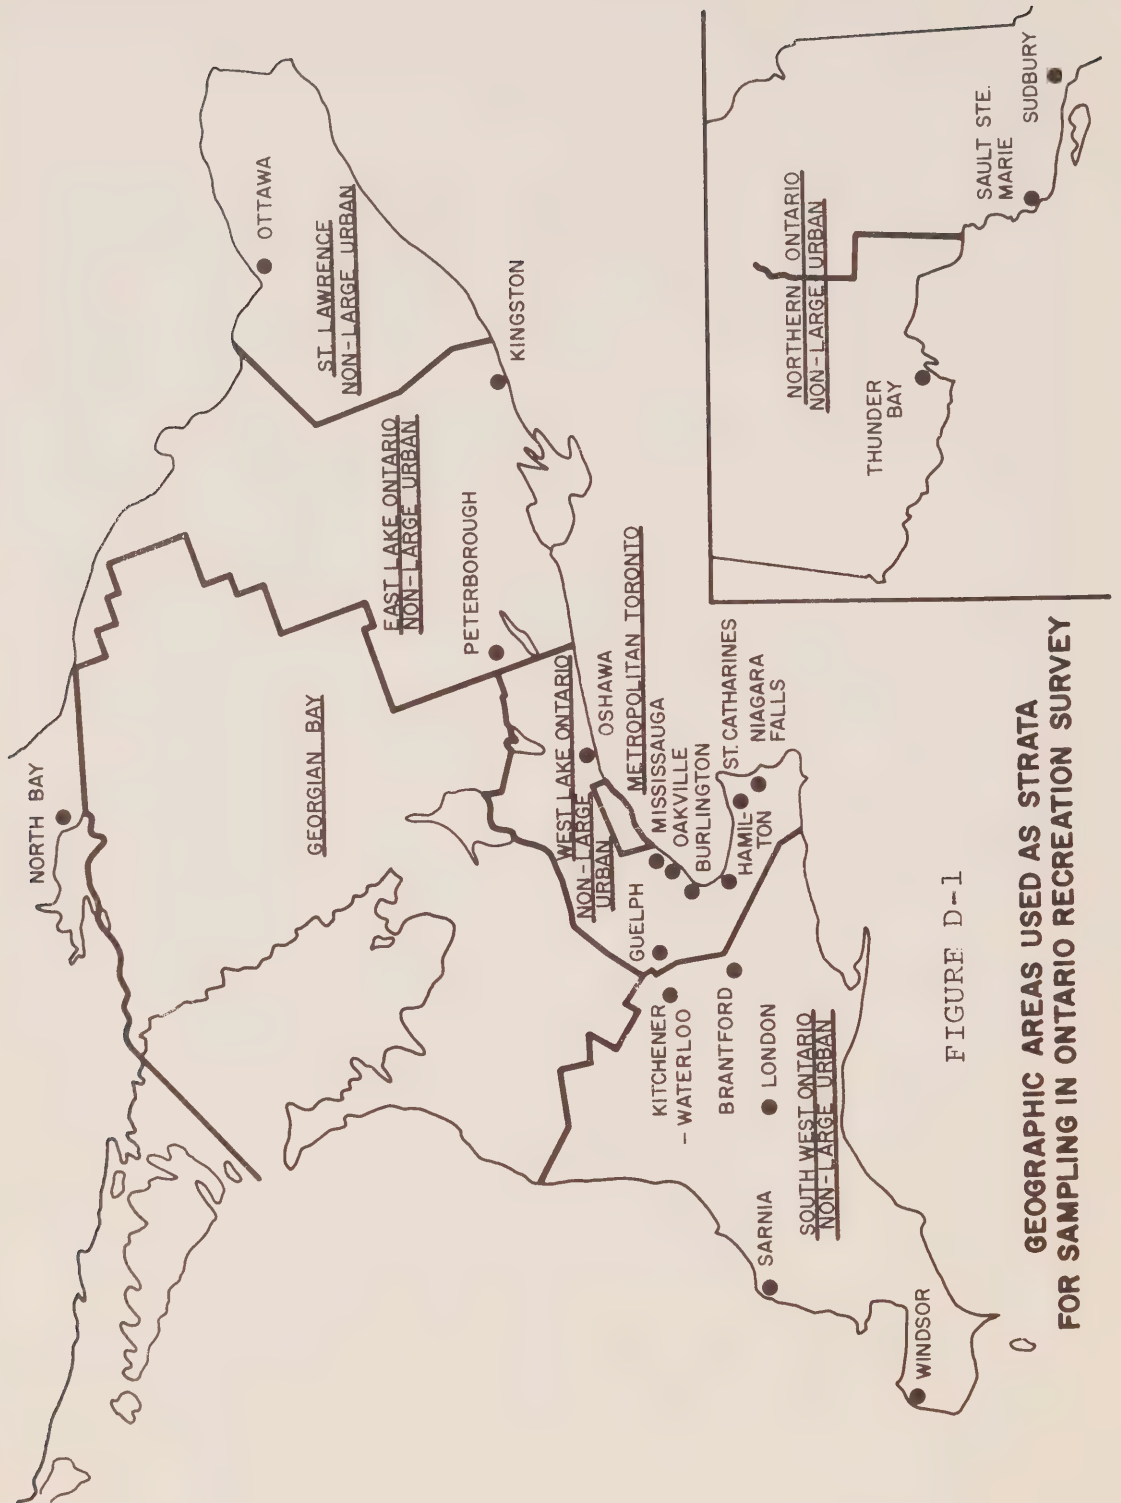 NORTH BAY
GEORGIAN BAY
OTTAWA
ST. LAWRENCE
NON-LARGE URBAN
KINGSTON
EAST LAKE ONTARIO
NON-LARGE URBAN
PETERBOROUGH
WEST LAKE ONTARIO
NON-LARGE
URBAN
OSHAWA
METROPOLITAN TORONTO
MISSISSAUGA
OAKVILLE
BURLINGTON
HAMIL-
TON
ST. CATHARINES
NIAGARA
FALLS
GUELPH
KITCHENER
-WATERLOO
BRANTFORD
LONDON
SOUTH WEST ONTARIO
NON-LARGE URBAN
SARNIA
WINDSOR
NORTHERN ONTARIO
NON-LARGE URBAN
THUNDER
BAY
SAULT STE.
MARIE
SUDBURY
FIGURE D-1
GEOGRAPHIC AREAS USED AS STRATA
FOR SAMPLING IN ONTARIO RECREATION SURVEY